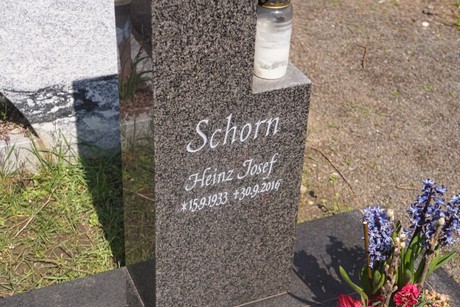 Schorn
Heinz Josef
*15.9.1933 +30.9.2016